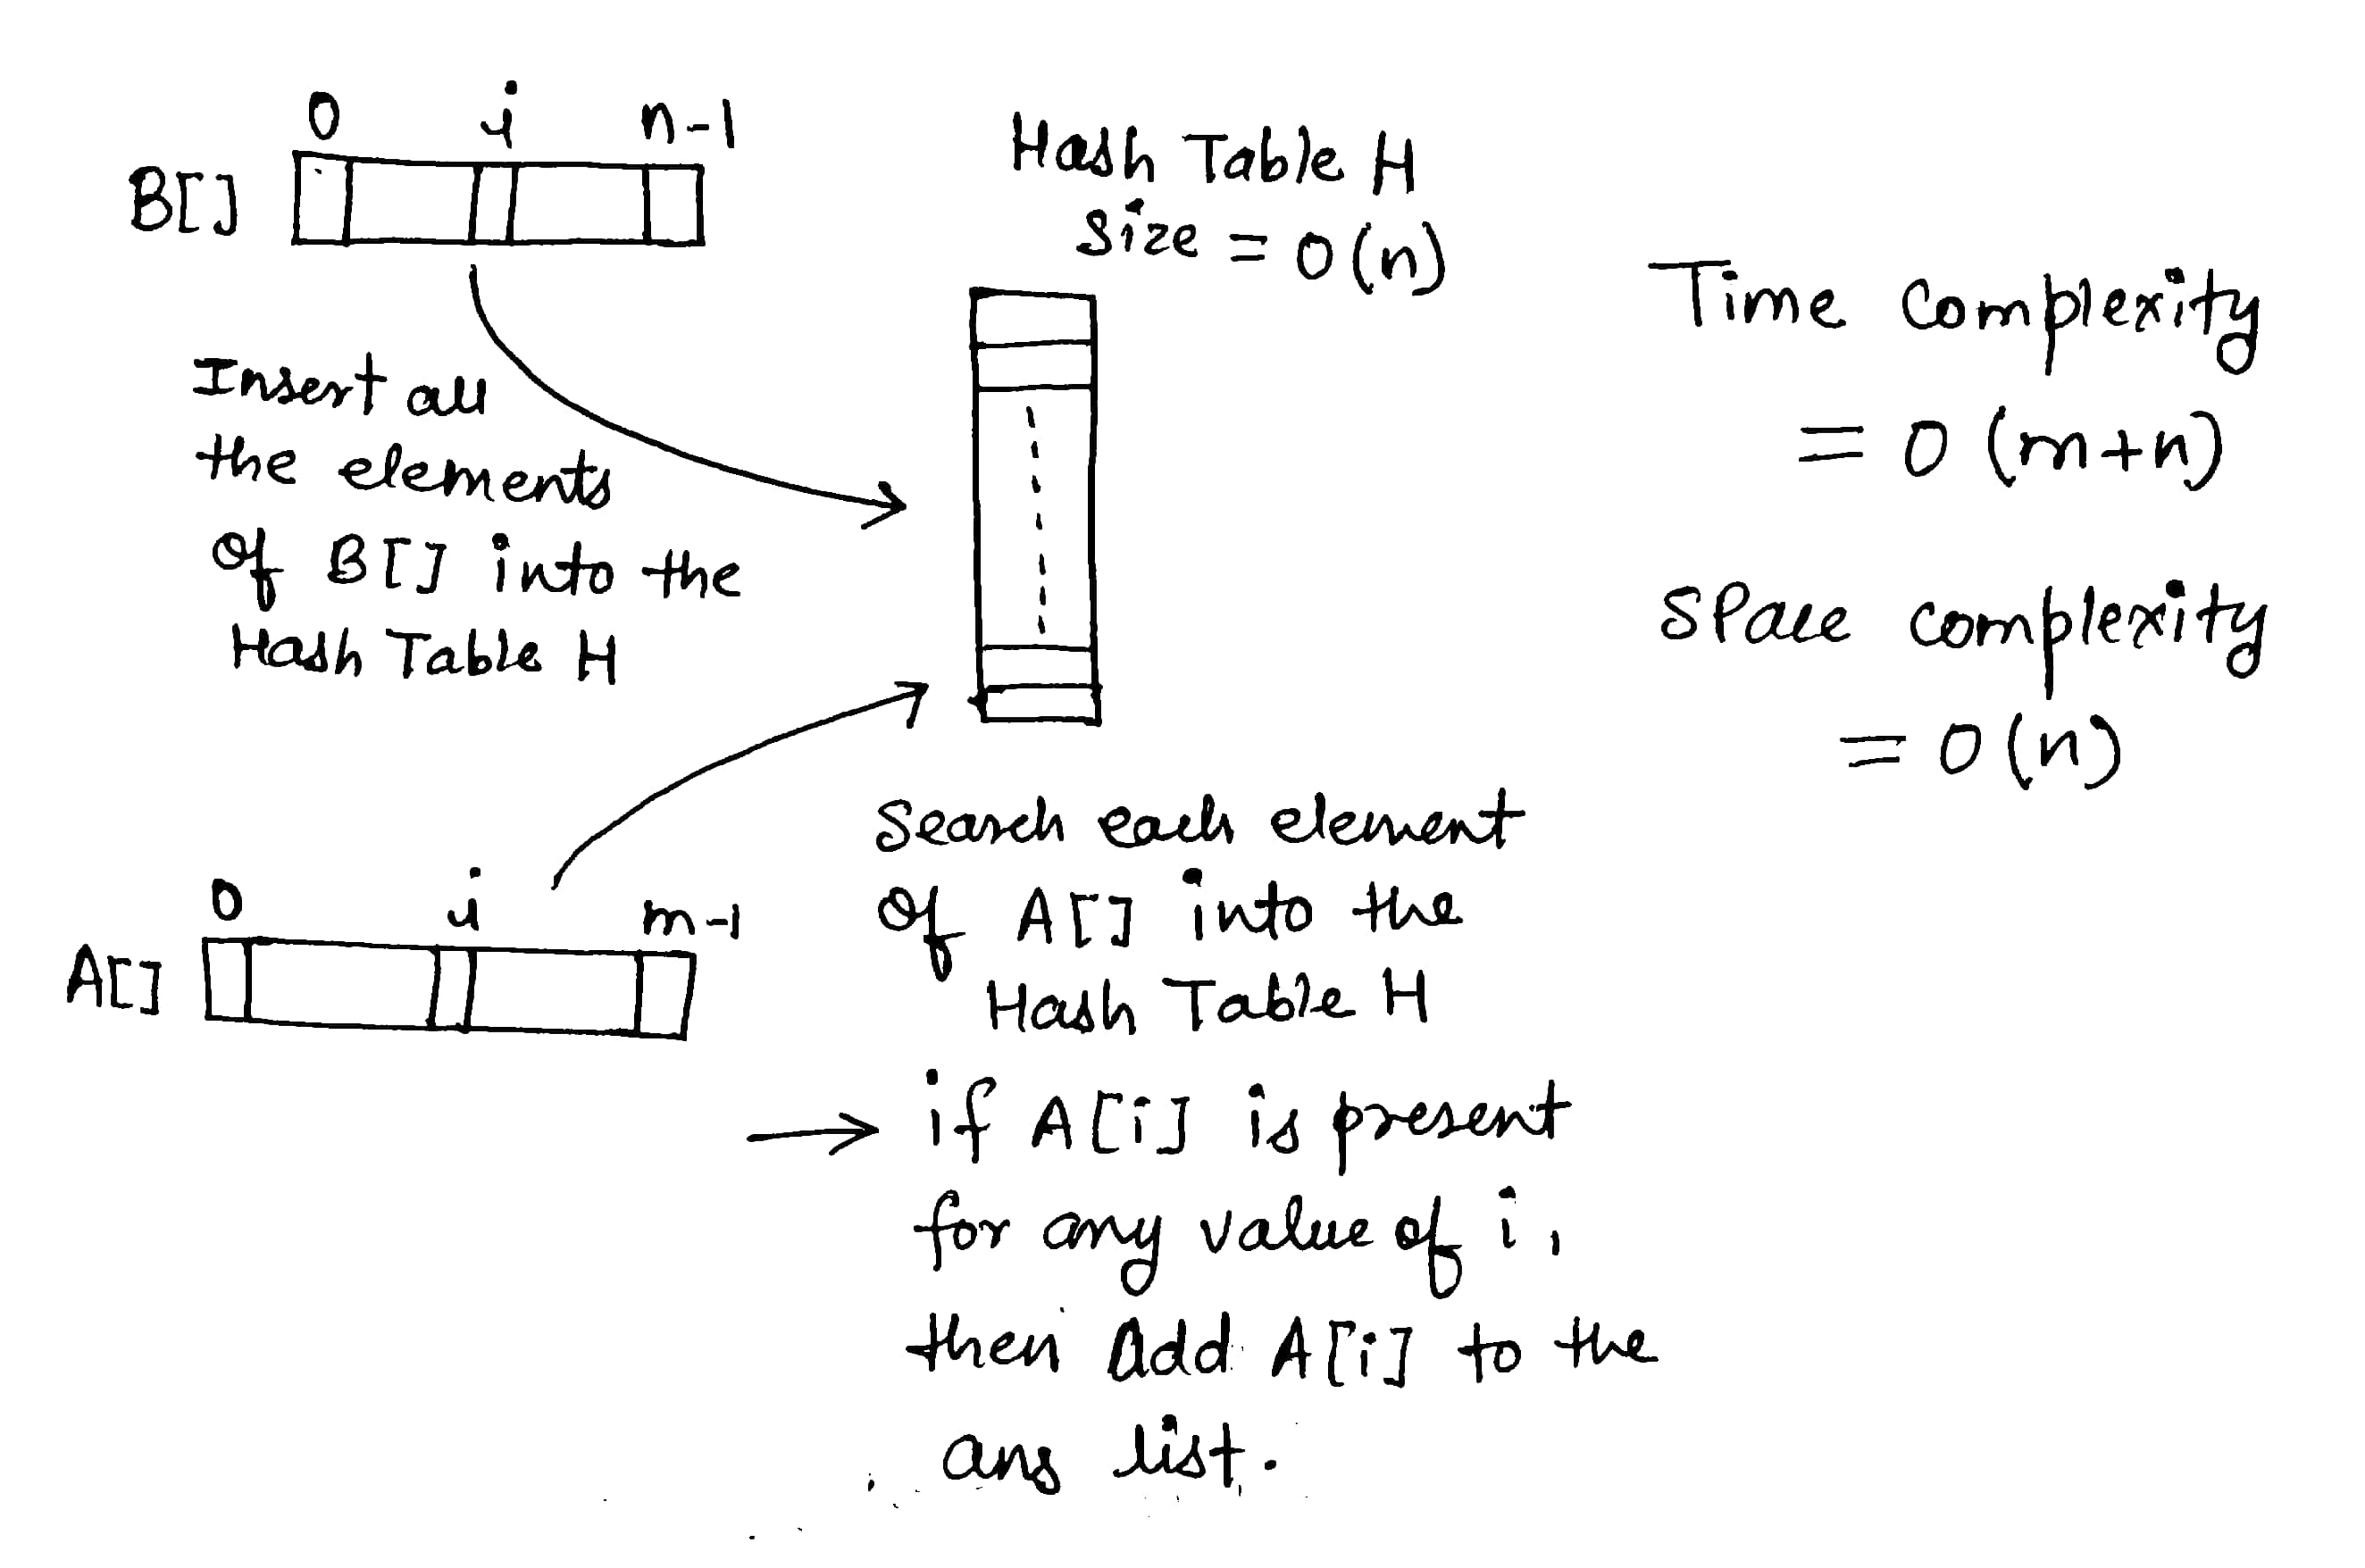 0 i n-1
B[]
Insert all
the elements
of B[] into the
Hash Table H
Hash Table H
Size = O(n)
Time Complexity
= O (m+n)
Space complexity
= O(n)
0 i m-1
A[]
Search each element
of A[] into the
Hash Table H
→ if A[i] is present
for any value of i,
then Add A[i] to the
ans list.